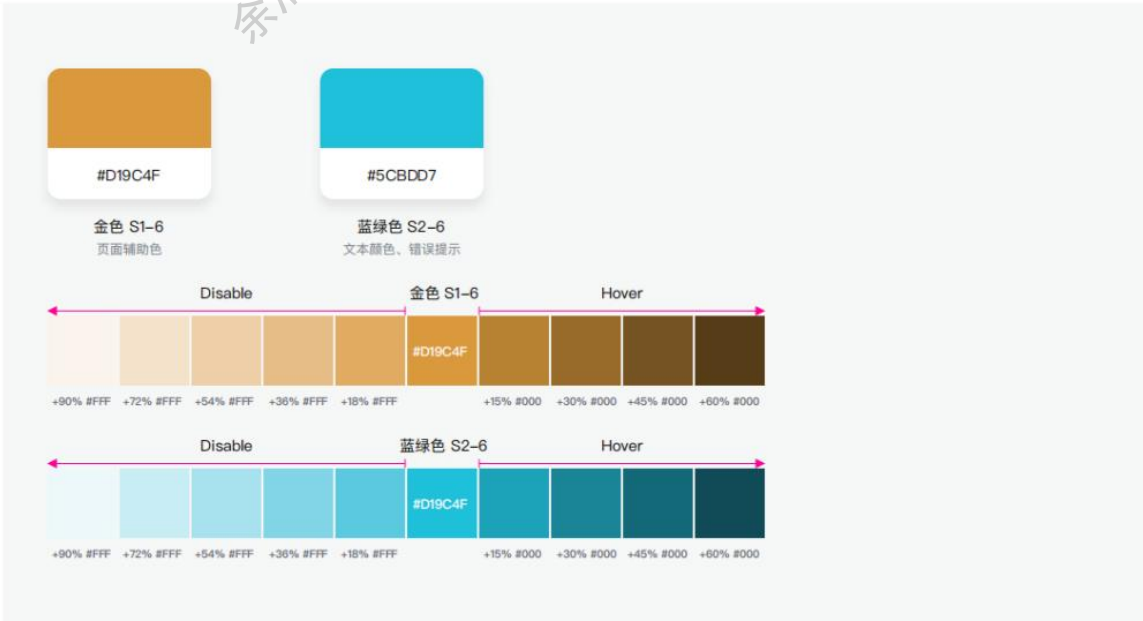 #D19C4F
#5CBDD7
金色 S1-6
蓝绿色 S2-6
页面辅助色
文本颜色、错误提示
Disable
金色 S1-6
Hover
#D19C4F
+90% #FFF +72% #FFF +54% #FFF +36% #FFF +18% #FFF +15% #000 +30% #000 +45% #000 +60% #000
Disable
蓝绿色 S2-6
Hover
#D19C4F
+90% #FFF +72% #FFF +54% #FFF +36% #FFF +18% #FFF +15% #000 +30% #000 +45% #000 +60% #000